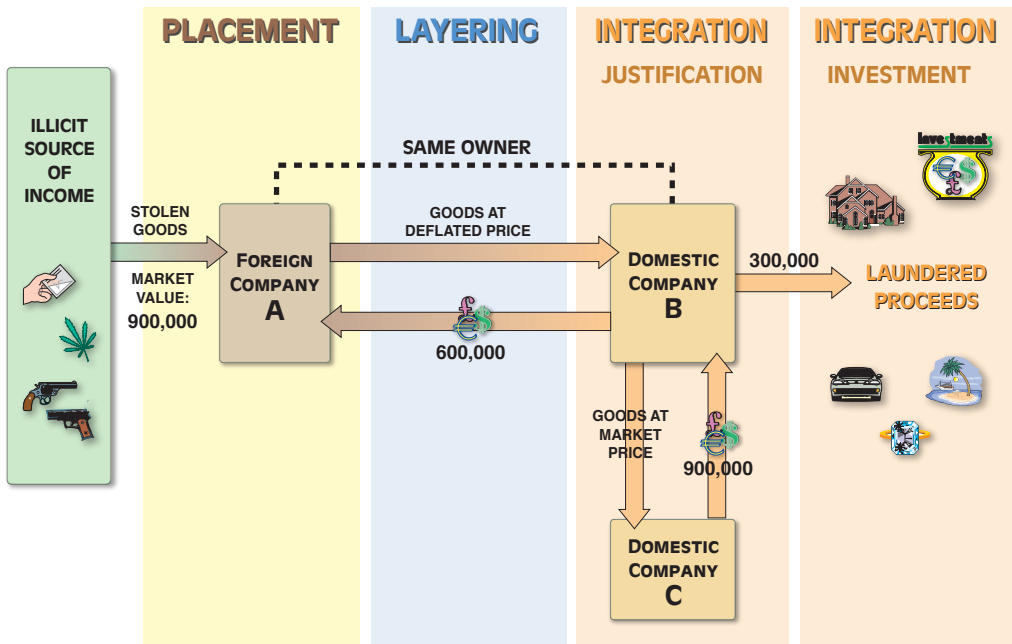 PLACEMENT
LAYERING
INTEGRATION
INTEGRATION
JUSTIFICATION
INVESTMENT
ILLICIT
SOURCE
OF
INCOME
SAME OWNER
Investments
STOLEN
GOODS
MARKET
VALUE:
900,000
FOREIGN
COMPANY
A
GOODS AT
DEFLATED PRICE
£
€$
600,000
DOMESTIC
COMPANY
B
300,000
LAUNDERED
PROCEEDS
€$
£
GOODS AT
MARKET
PRICE
£
€$
900,000
DOMESTIC
COMPANY
C